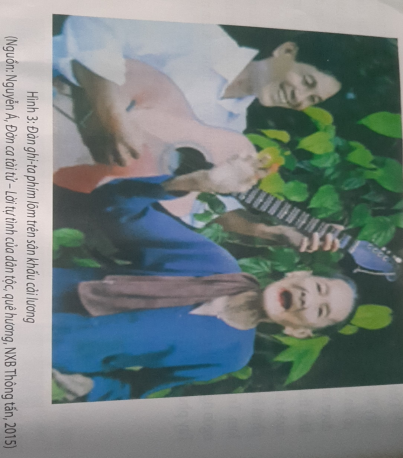 Hình 3: Đàn ghi-ta phím lõm trên sân khấu cải lương
(Nguồn: Nguyễn Á, Đờn ca tài tử – Lời tự tình của dân tộc, quê hương, NXB Thông tấn, 2015)